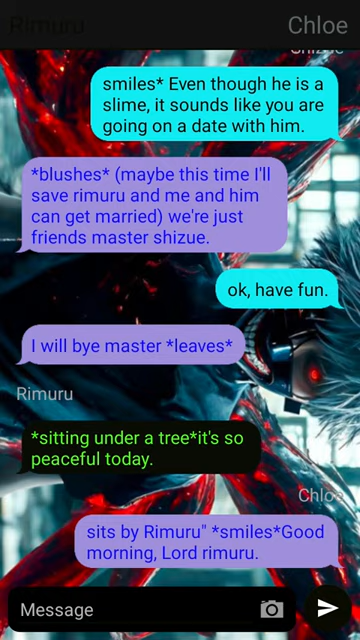 Rimuru
Chloe
Shizue
smiles* Even though he is a
slime, it sounds like you are
going on a date with him.
*blushes* (maybe this time I'll
save rimuru and me and him
can get married) we're just
friends master shizue.
ok, have fun.
I will bye master *leaves*
Rimuru
*sitting under a tree*it's so
peaceful today.
Chloe
sits by Rimuru" *smiles*Good
morning, Lord rimuru.
Message